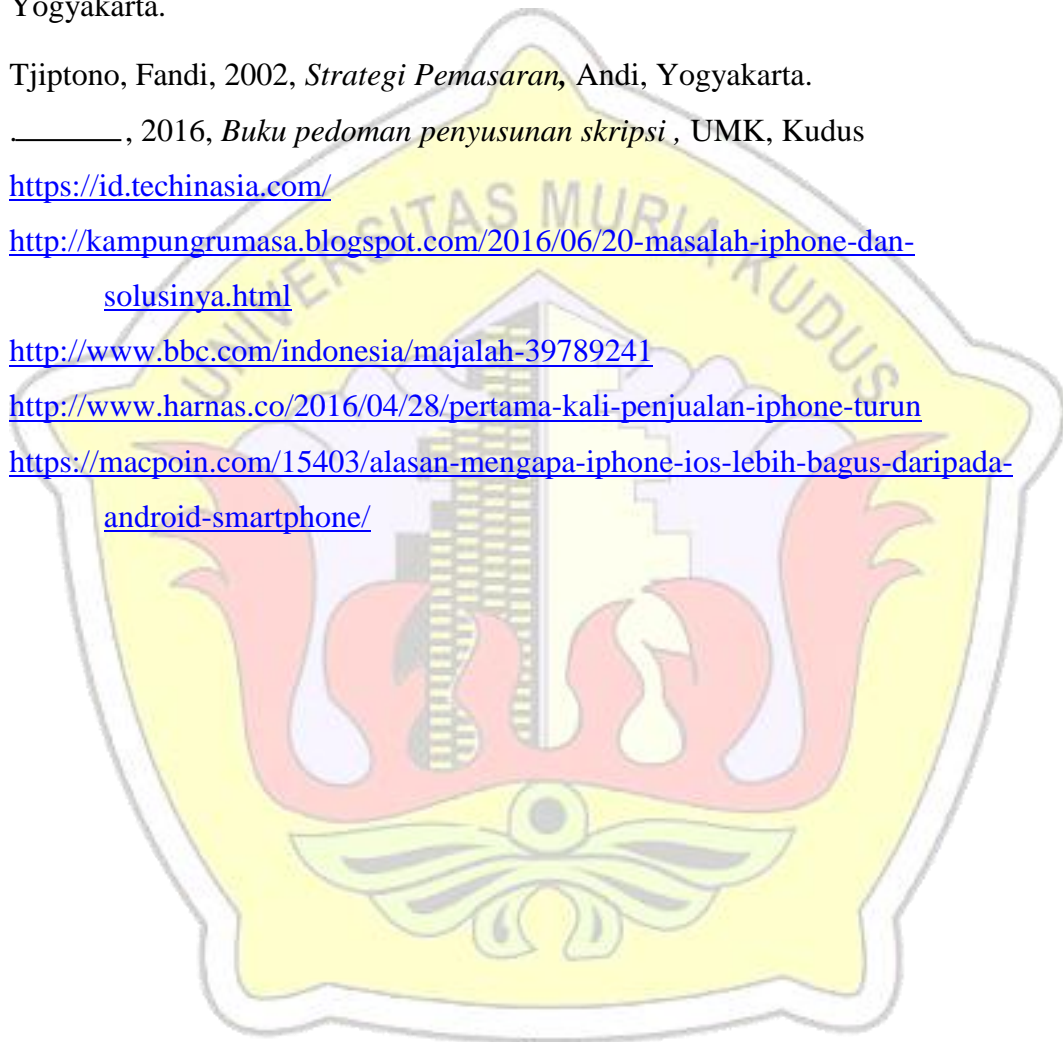 Yogyakarta.
Tjiptono, Fandi, 2002, Strategi Pemasaran, Andi, Yogyakarta.
.________, 2016, Buku pedoman penyusunan skripsi , UMK, Kudus
https://id.techinasia.com/
http://kampungrumasa.blogspot.com/2016/06/20-masalah-iphone-dan-
solusinya.html
http://www.bbc.com/indonesia/majalah-39789241
http://www.harnas.co/2016/04/28/pertama-kali-penjualan-iphone-turun
https://macpoin.com/15403/alasan-mengapa-iphone-ios-lebih-bagus-daripada-
android-smartphone/
UNIVERSITAS MURIA KUDUS